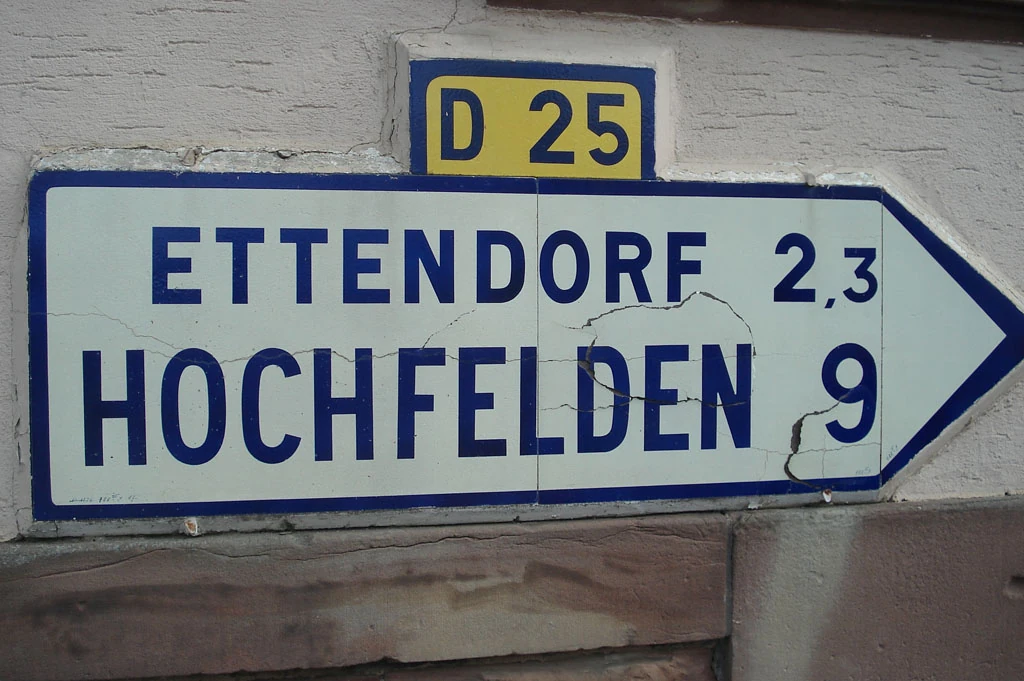 D 25
ETTENDORF 2,3
HOCHFELDEN 9